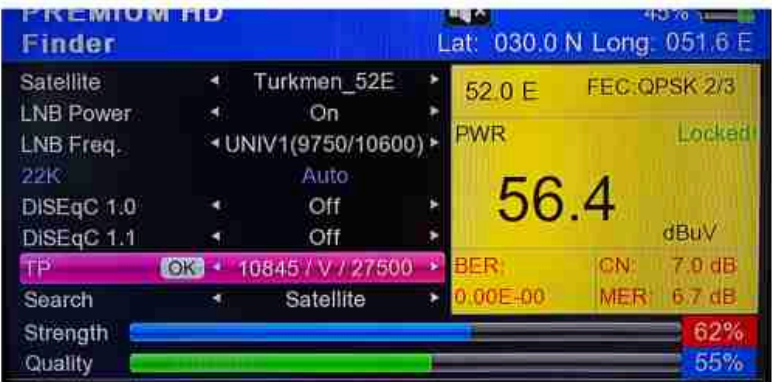 PREMIUM HD 45%
Finder Lat: 030.0 N Long: 051.6 E
Satellite Turkmen_52E
LNB Power On
LNB Freq. UNIV1(9750/10600)
22K Auto
DiSEqC 1.0 Off
DiSEqC 1.1 Off
TP OK 10845 / V / 27500
Search Satellite
52.0 E FEC:QPSK 2/3
PWR Locked
56.4
dBuV
BER: CN: 7.0 dB
0.00E-00 MER: 6.7 dB
Strength 62%
Quality 55%